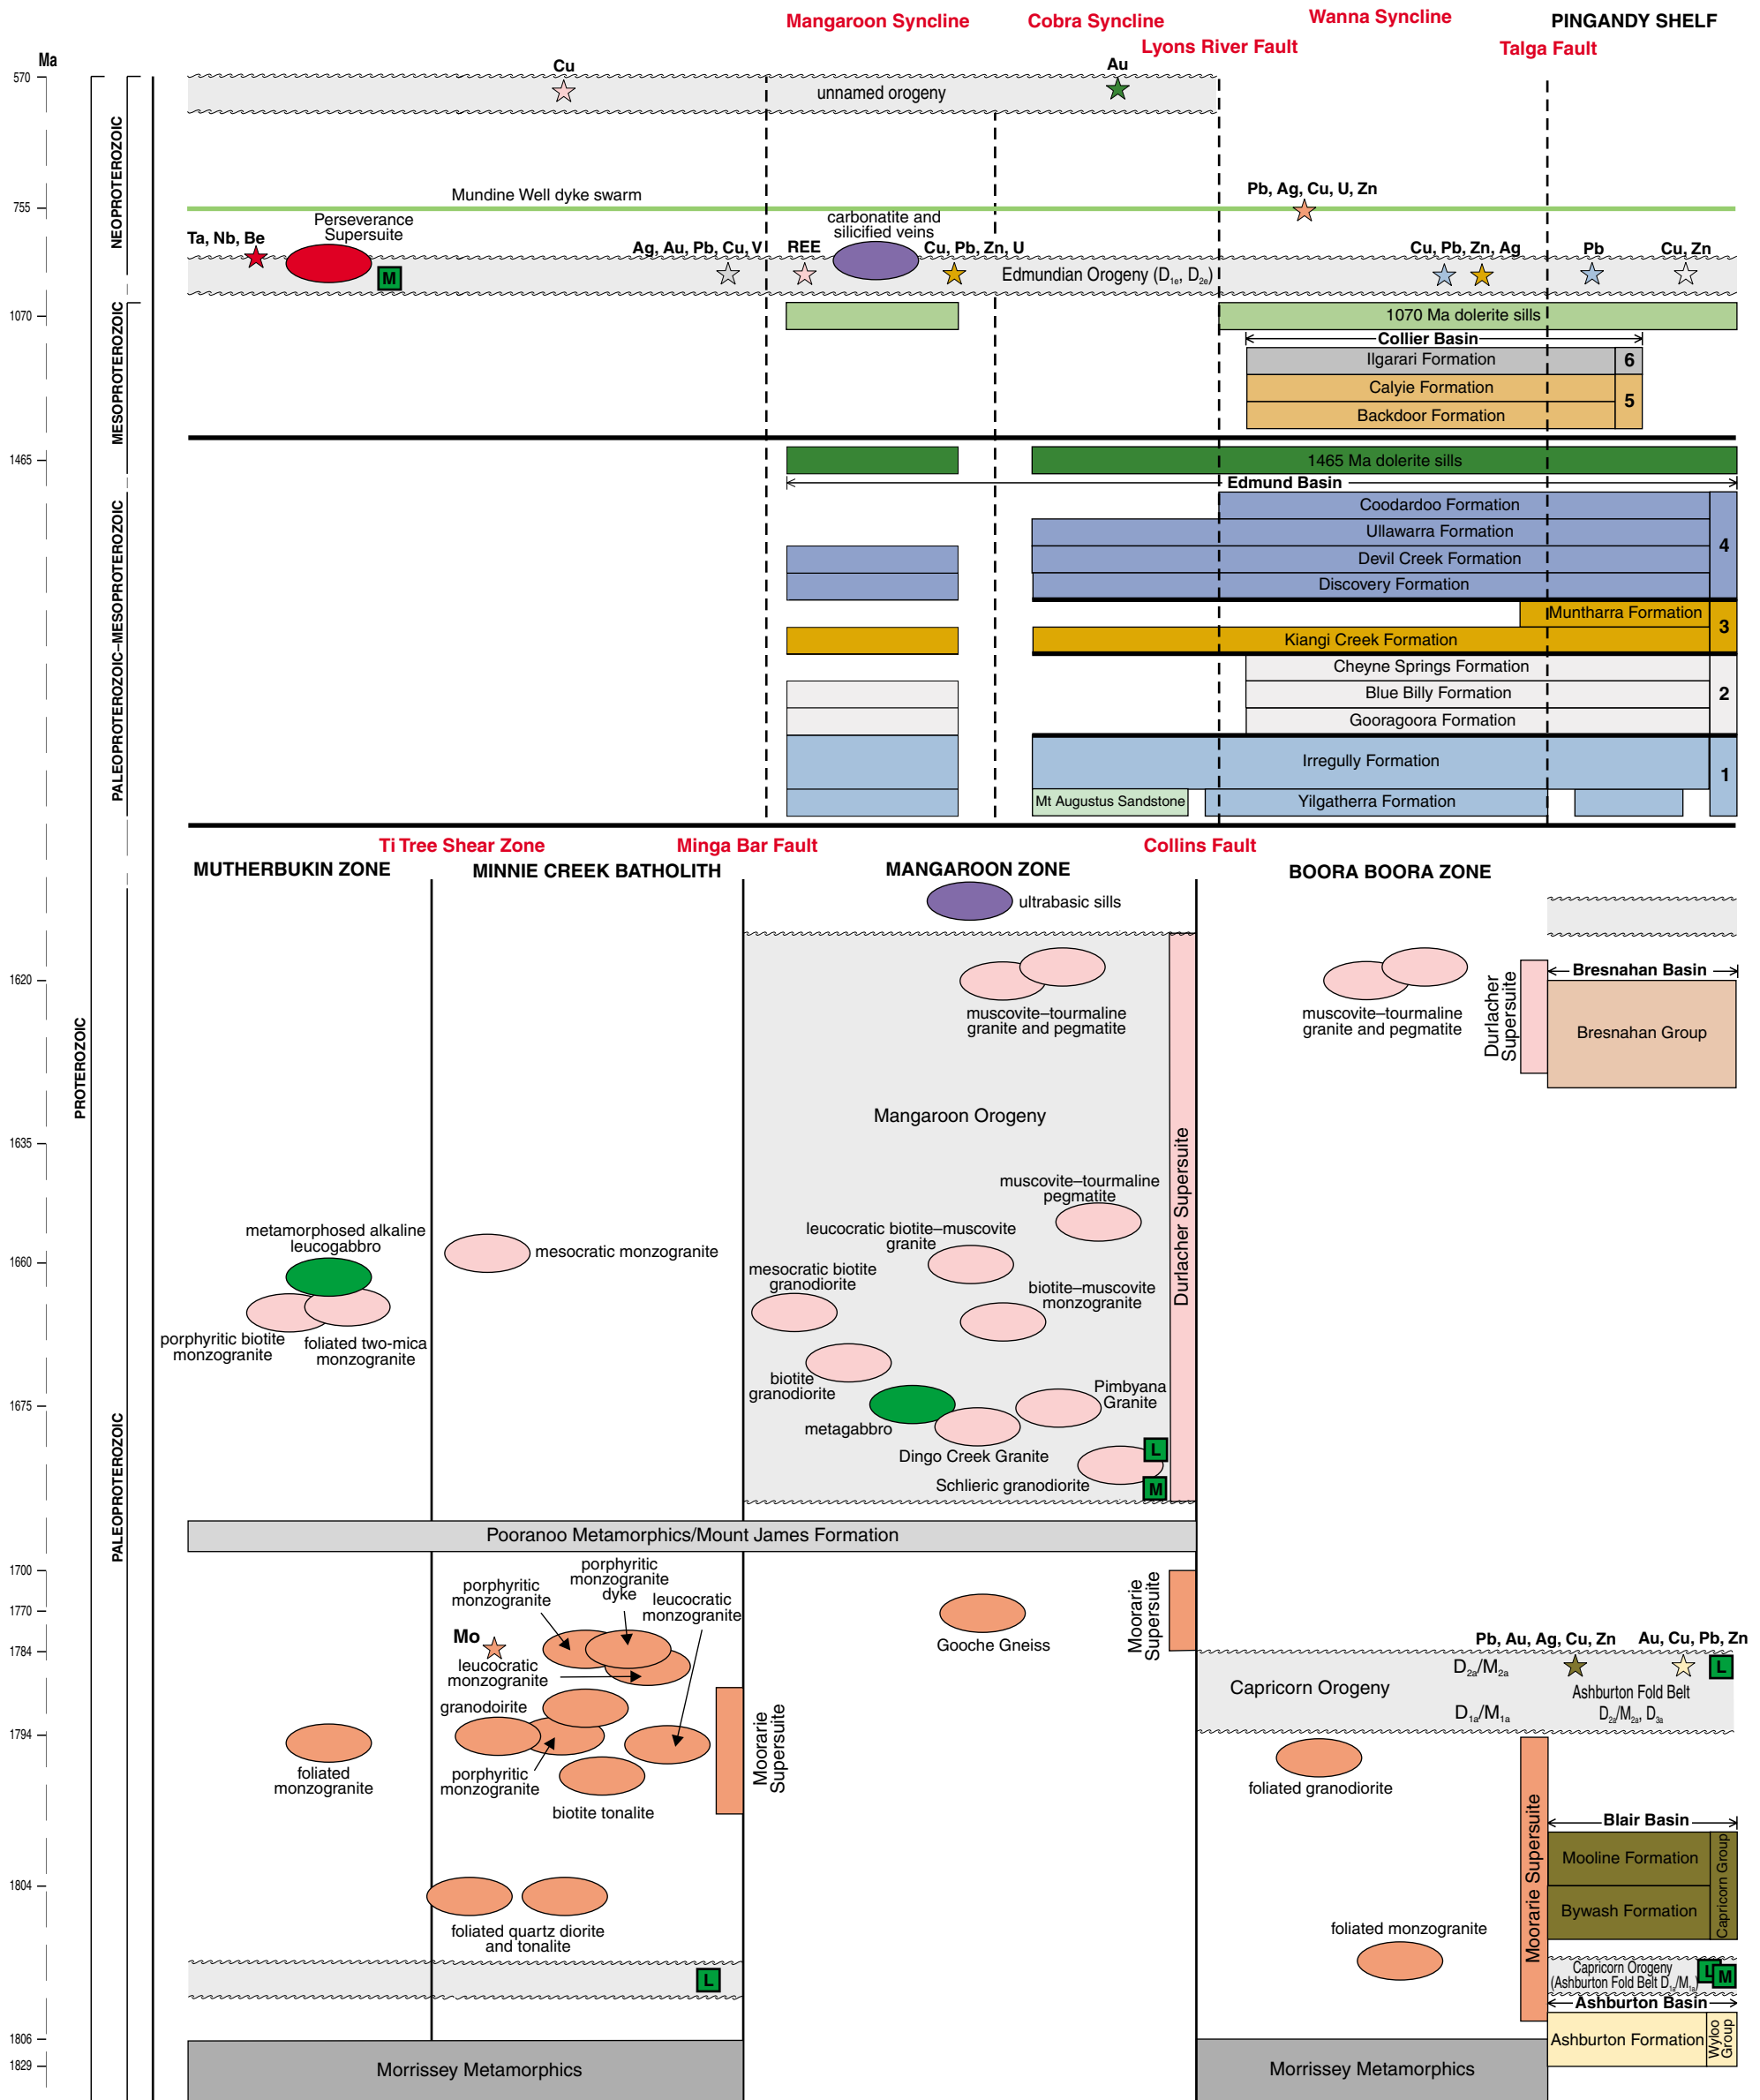 Mangaroon Syncline
Cobra Syncline
Wanna Syncline
PINGANDY SHELF
Lyons River Fault
Talga Fault
Ma
570
Cu
Au
unnamed orogeny
NEOPROTEROZOIC
Mundine Well dyke swarm
Pb, Ag, Cu, U, Zn
755
Perseverance
Supersuite
carbonatite and
silicified veins
Ta, Nb, Be
M
Ag, Au, Pb, Cu, V
REE
Cu, Pb, Zn, U
Edmundian Orogeny (D1e, D2e)
Cu, Pb, Zn, Ag
Pb
Cu, Zn
1070
1070 Ma dolerite sills
MESOPROTEROZOIC
Collier Basin
Ilgarari Formation
6
Calyie Formation
5
Backdoor Formation
1465
1465 Ma dolerite sills
Edmund Basin
PALEOPROTEROZOIC–MESOPROTEROZOIC
Coodardoo Formation
Ullawarra Formation
4
Devil Creek Formation
Discovery Formation
Muntharra Formation
3
Kiangi Creek Formation
Cheyne Springs Formation
Blue Billy Formation
2
Gooragoora Formation
Irregully Formation
1
Mt Augustus Sandstone
Yilgatherra Formation
Ti Tree Shear Zone
Minga Bar Fault
Collins Fault
MUTHERBUKIN ZONE
MINNIE CREEK BATHOLITH
MANGAROON ZONE
BOORA BOORA ZONE
ultrabasic sills
PROTEROZOIC
PALEOPROTEROZOIC
1620
muscovite–tourmaline
granite and pegmatite
muscovite–tourmaline
granite and pegmatite
Durlacher
Supersuite
Bresnahan Basin
Bresnahan Group
Mangaroon Orogeny
1635
Durlacher Supersuite
muscovite–tourmaline
pegmatite
metamorphosed alkaline
leucogabbro
mesocratic monzogranite
leucocratic biotite–muscovite
granite
1660
mesocratic biotite
granodiorite
biotite–muscovite
monzogranite
porphyritic biotite
monzogranite
foliated two-mica
monzogranite
biotite
granodiorite
1675
Pimbyana
Granite
metagabbro
Dingo Creek Granite
L
Schlieric granodiorite
M
Pooranoo Metamorphics/Mount James Formation
1700
porphyritic
monzogranite
porphyritic
monzogranite
dyke
leucocratic
monzogranite
Moorarie
Supersuite
1770
Gooche Gneiss
Mo
1784
leucocratic
monzogranite
Pb, Au, Ag, Cu, Zn
Au, Cu, Pb, Zn
D2a/M2a
L
Capricorn Orogeny
Ashburton Fold Belt
D1a/M1a
D2a/M2a, D3a
granodoirite
1794
foliated
monzogranite
porphyritic
monzogranite
biotite tonalite
Moorarie
Supersuite
foliated granodiorite
Moorarie Supersuite
Blair Basin
Mooline Formation
Capricorn Group
1804
Bywash Formation
foliated quartz diorite
and tonalite
foliated monzogranite
L
Capricorn Orogeny
(Ashburton Fold Belt D1a/M1a)
L
M
Ashburton Basin
1806
Ashburton Formation
Wyloo
Group
1829
Morrissey Metamorphics
Morrissey Metamorphics